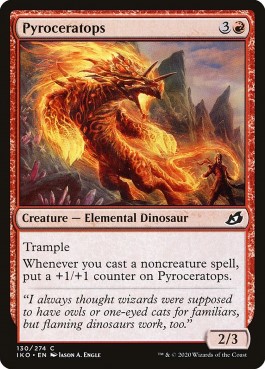 Pyroceratops 3
Creature — Elemental Dinosaur
Trample
Whenever you cast a noncreature spell,
put a +1/+1 counter on Pyroceratops.
“I always thought wizards were supposed
to have owls or one-eyed cats for familiars,
but flaming dinosaurs work, too.”
2/3
130/274 C
IKO • EN Jason A. Engle
™ & © 2020 Wizards of the Coast